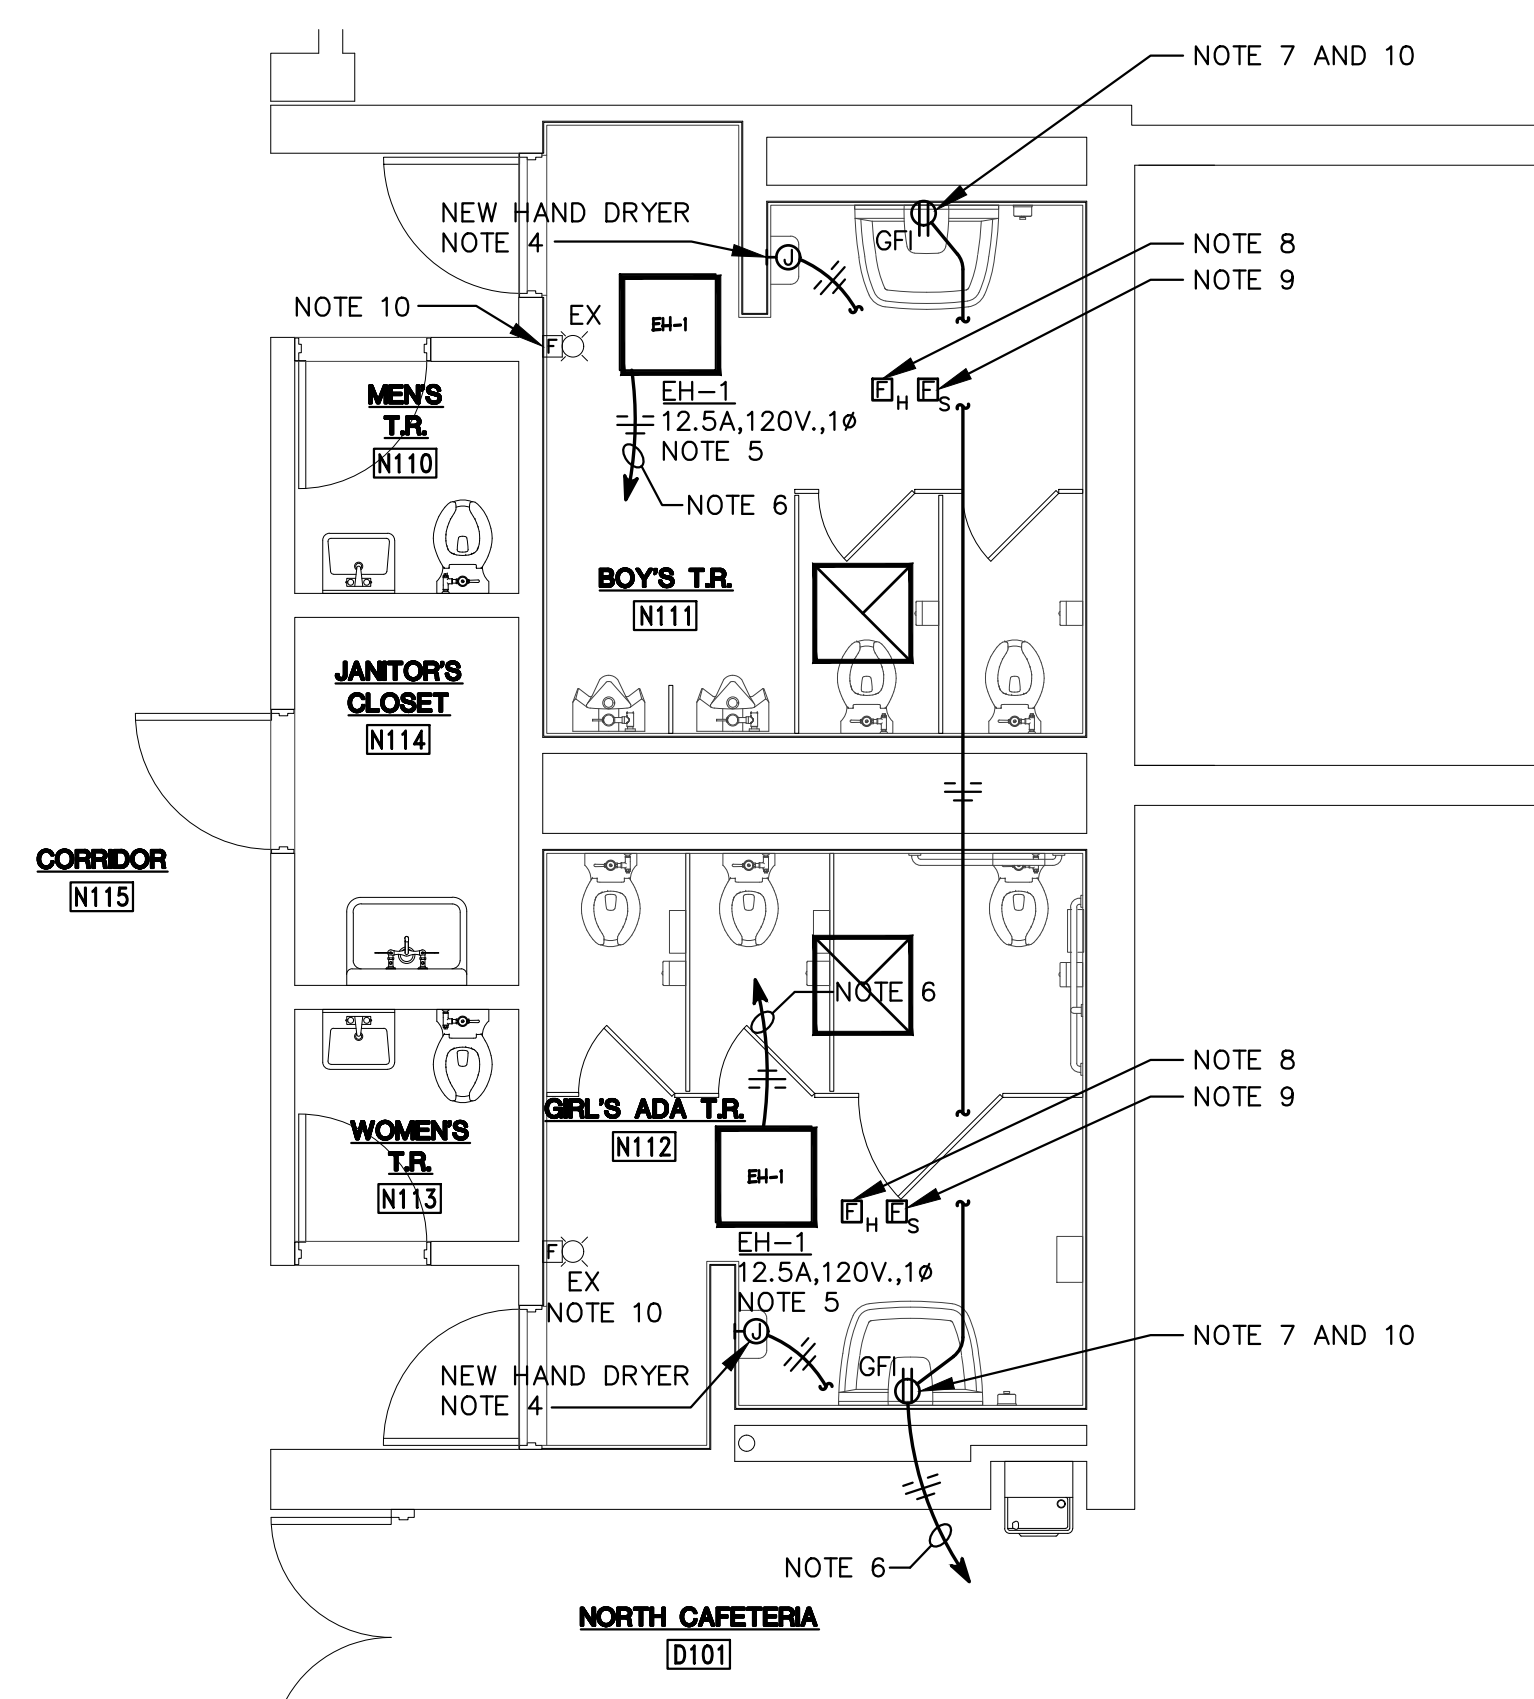 NOTE 7 AND 10
NEW HAND DRYER
NOTE 4
J
GFI
NOTE 8
NOTE 9
NOTE 10
EX
F
EH-1
F
H
F
S
EH-1
12.5A,120V.,1ø
NOTE 5
NOTE 6
MEN'S
T.R.
N110
BOY'S T.R.
N111
JANITOR'S
CLOSET
N114
CORRIDOR
N115
NOTE 6
NOTE 8
NOTE 9
GIRL'S ADA T.R.
N112
WOMEN'S
T.R.
N113
EH-1
F
H
F
S
EH-1
12.5A,120V.,1ø
NOTE 5
F
EX
NOTE 10
J
NOTE 7 AND 10
GFI
NEW HAND DRYER
NOTE 4
NOTE 6
NORTH CAFETERIA
D101